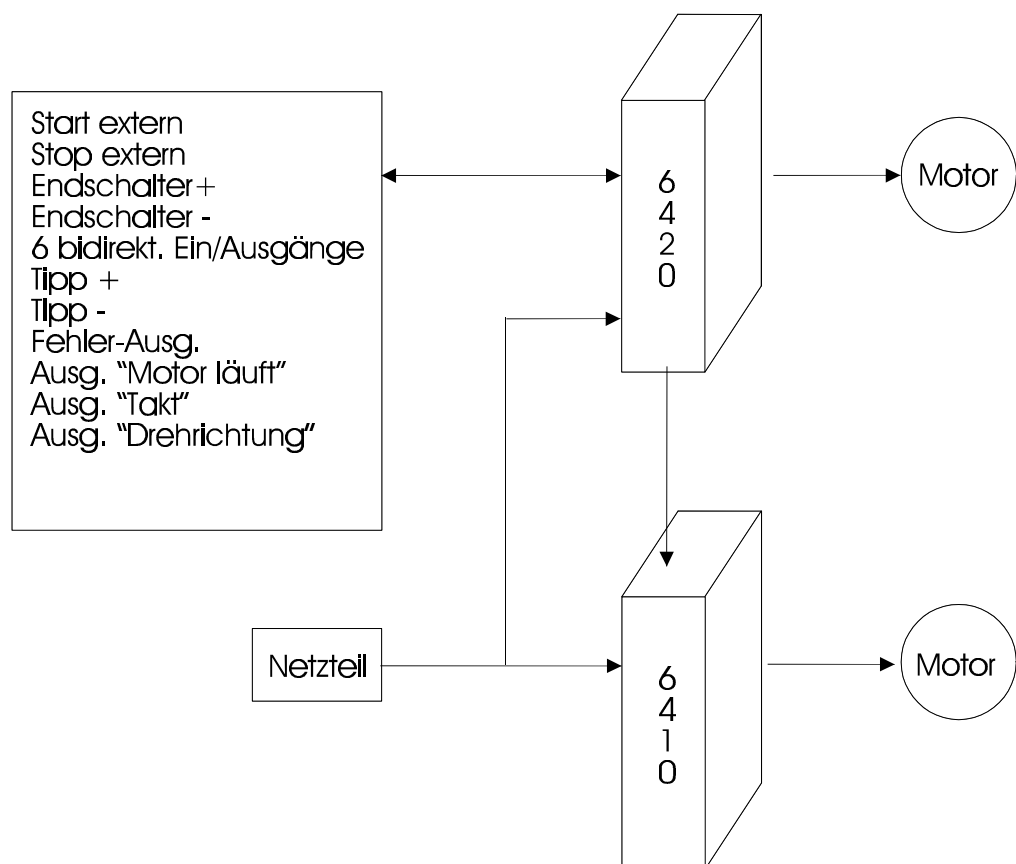 Start extern
Stop extern
Endschalter+
Endschalter -
6 bidirekt. Ein/Ausgänge
Tipp +
TIpp -
Fehler-Ausg.
Ausg. “Motor läuft”
Ausg. “Takt”
Ausg. “Drehrichtung”
6
4
2
0
Motor
Netzteil
6
4
1
0
Motor